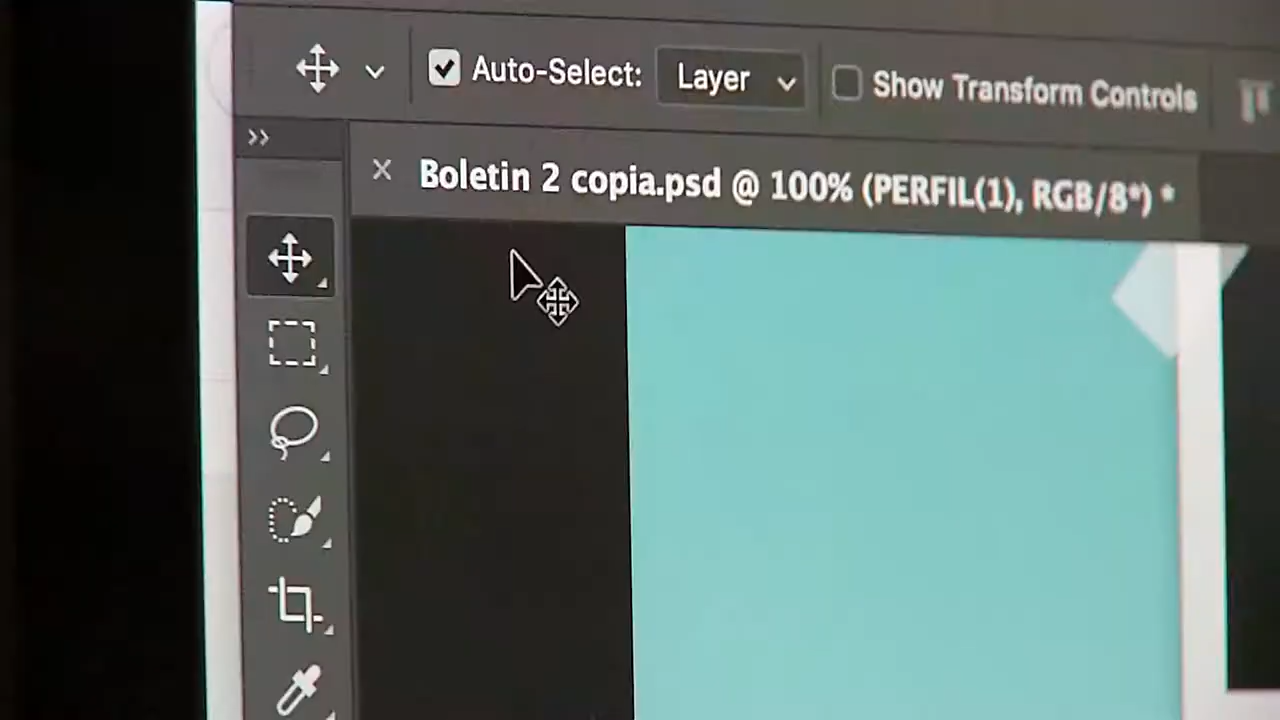 Auto-Select: Layer Show Transform Controls
Boletin 2 copia.psd @ 100% (PERFIL(1), RGB/8*) *